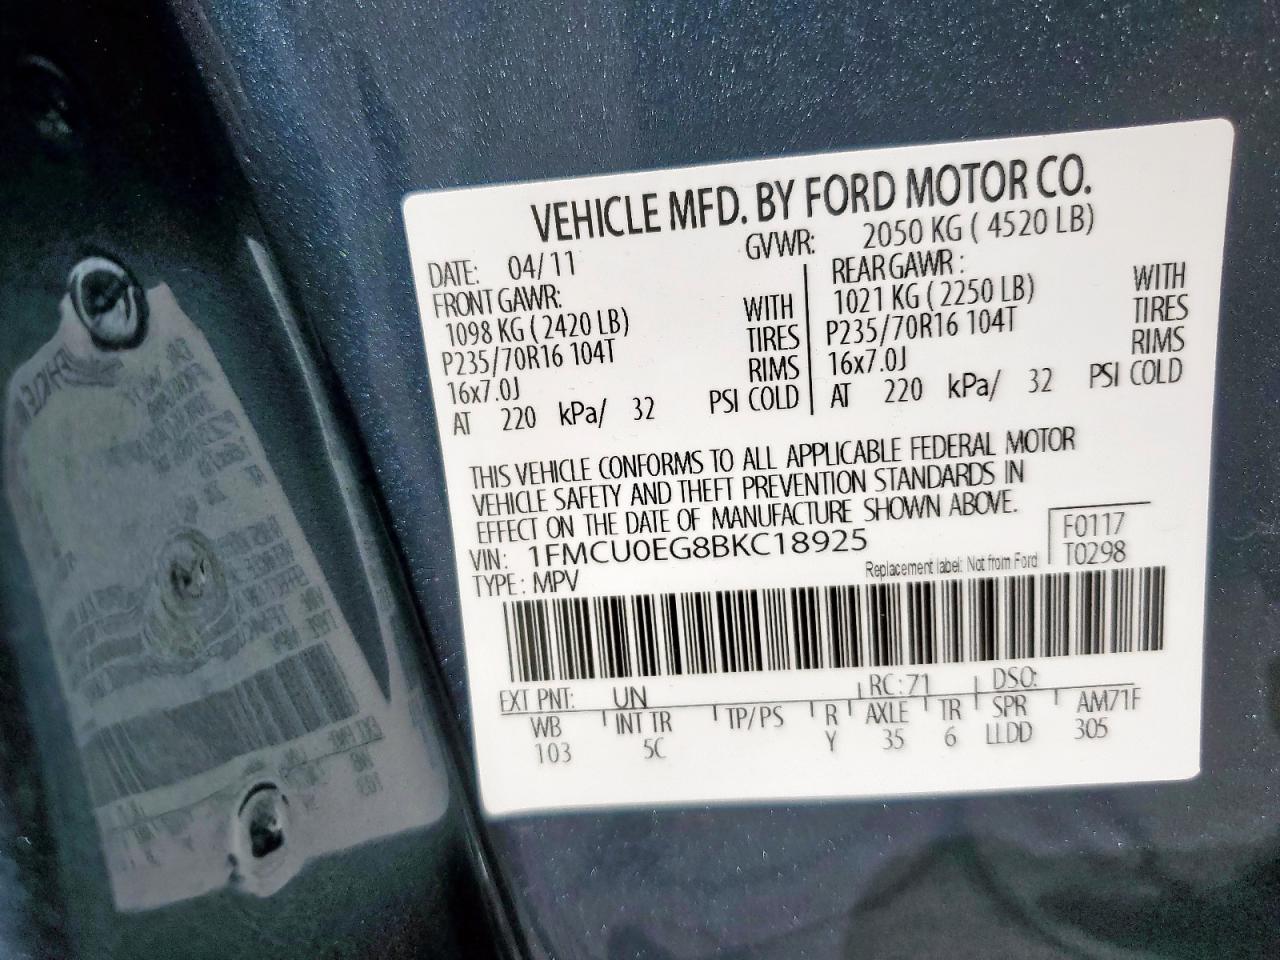 VEHICLE MFD. BY FORD MOTOR CO.
DATE: 04/11 GVWR: 2050 KG ( 4520 LB)
FRONT GAWR: REAR GAWR :
1098 KG ( 2420 LB) WITH 1021 KG ( 2250 LB) WITH
P235/70R16 104T TIRES P235/70R16 104T TIRES
16x7.0J RIMS 16x7.0J RIMS
AT 220 kPa/ 32 PSI COLD AT 220 kPa/ 32 PSI COLD
THIS VEHICLE CONFORMS TO ALL APPLICABLE FEDERAL MOTOR
VEHICLE SAFETY AND THEFT PREVENTION STANDARDS IN
EFFECT ON THE DATE OF MANUFACTURE SHOWN ABOVE.
VIN: 1FMCU0EG8BKC18925 F0117
TYPE : MPV Replacement label: Not from Ford T0298
EXT PNT: UN RC: 71 DSO:
WB INT TR TP/PS R AXLE TR SPR AM71F
103 5C Y 35 6 LLDD 305